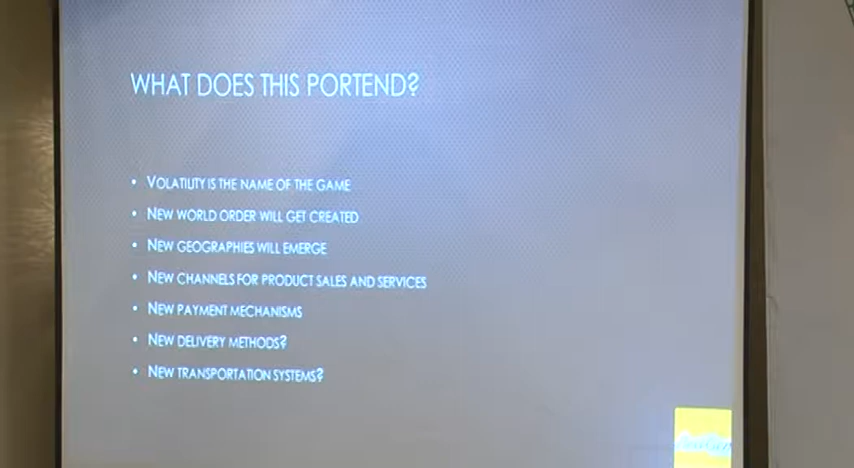 WHAT DOES THIS PORTEND?
• VOLATILITY IS THE NAME OF THE GAME
• NEW WORLD ORDER WILL GET CREATED
• NEW GEOGRAPHIES WILL EMERGE
• NEW CHANNELS FOR PRODUCT SALES AND SERVICES
• NEW PAYMENT MECHANISMS
• NEW DELIVERY METHODS?
• NEW TRANSPORTATION SYSTEMS?